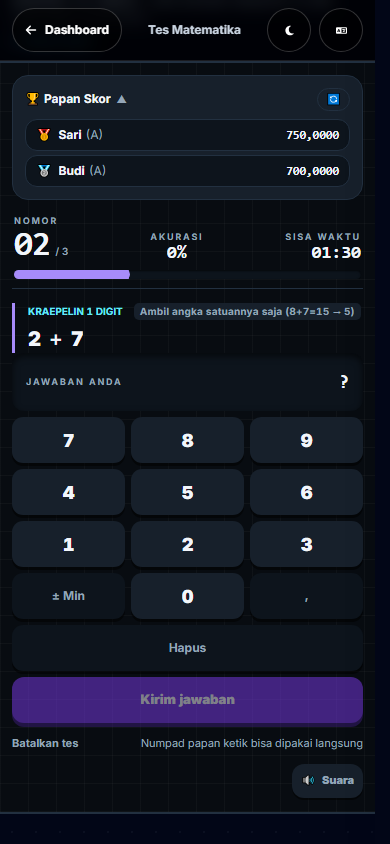 ← Dashboard Tes Matematika
🏆 Papan Skor ▲
🥇 Sari (A) 750,0000
🥈 Budi (A) 700,0000
NOMOR
02 / 3
AKURASI
0%
SISA WAKTU
01:30
KRAEPELIN 1 DIGIT Ambil angka satuannya saja (8+7=15 → 5)
2 + 7
JAWABAN ANDA ?
7 8 9
4 5 6
1 2 3
± Min 0 ,
Hapus
Kirim jawaban
Batalkan tes Numpad papan ketik bisa dipakai langsung
🔊 Suara